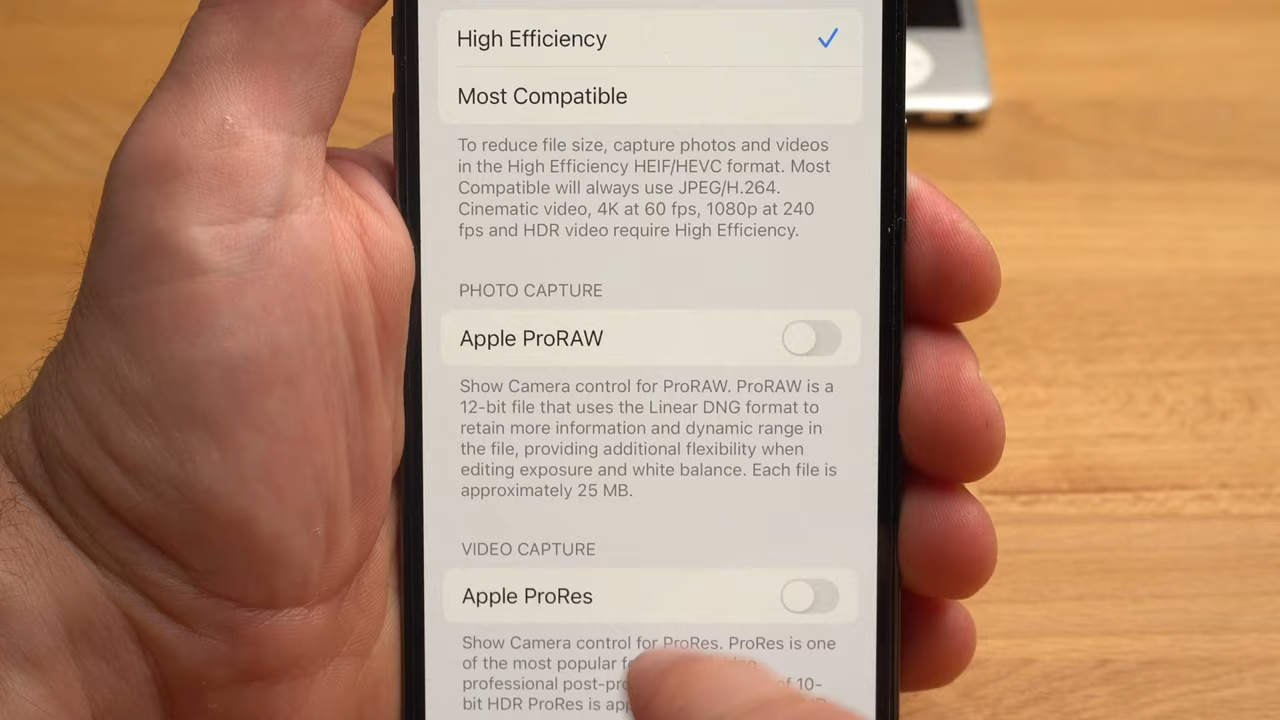 High Efficiency
Most Compatible
To reduce file size, capture photos and videos
in the High Efficiency HEIF/HEVC format. Most
Compatible will always use JPEG/H.264.
Cinematic video, 4K at 60 fps, 1080p at 240
fps and HDR video require High Efficiency.
PHOTO CAPTURE
Apple ProRAW
Show Camera control for ProRAW. ProRAW is a
12-bit file that uses the Linear DNG format to
retain more information and dynamic range in
the file, providing additional flexibility when
editing exposure and white balance. Each file is
approximately 25 MB.
VIDEO CAPTURE
Apple ProRes
Show Camera control for ProRes. ProRes is one
of the most popular
professional of 10-
bit HDR ProRes is